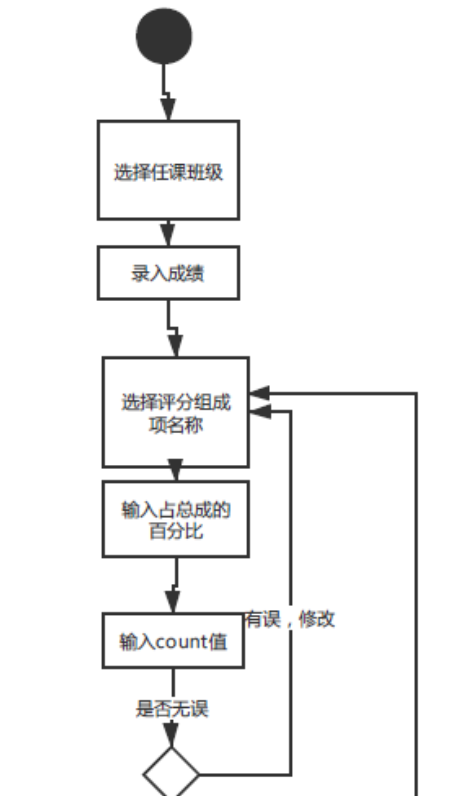 选择任课班级
录入成绩
选择评分组成
项名称
输入占总成的
百分比
输入count值
有误，修改
是否无误